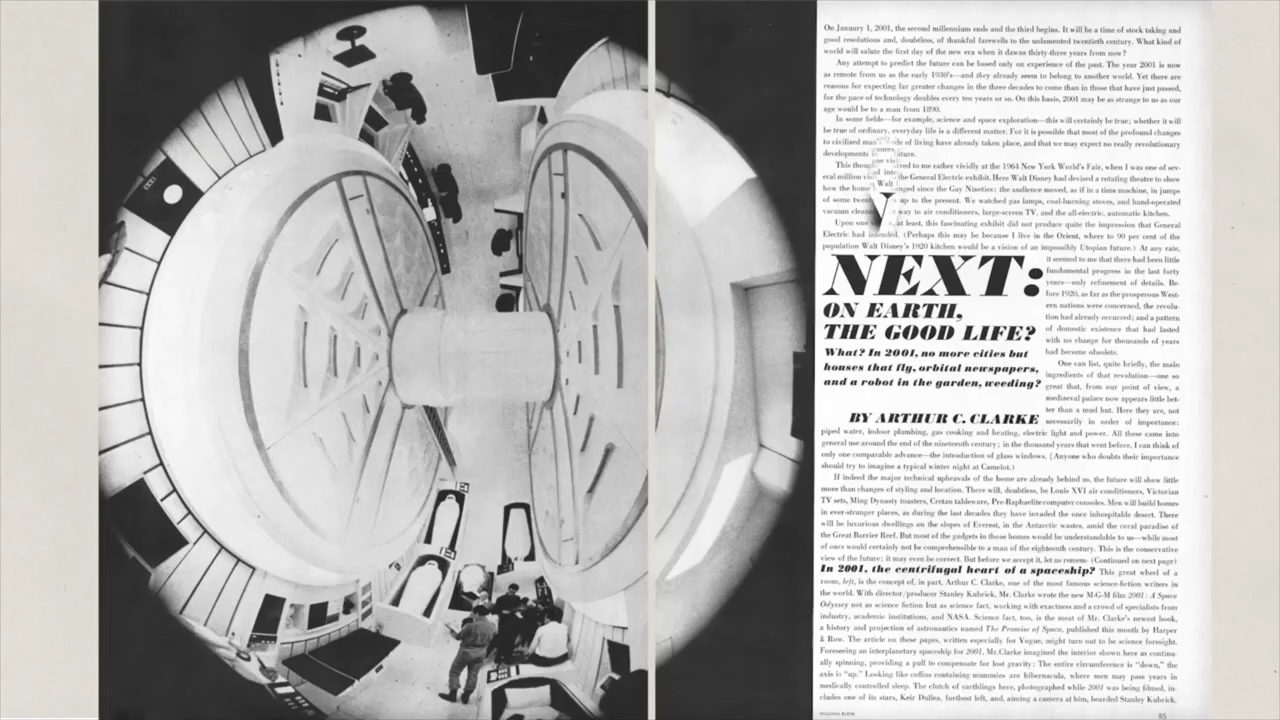 On January 1, 2001, the second millennium ends and the third begins. It will be a time of stock taking and
good resolutions and, doubtless, of thankful farewells to the unlamented twentieth century. What kind of
world will salute the first day of the new era when it dawns thirty-three years from now?
Any attempt to predict the future can be based only on experience of the past. The year 2001 is now
as remote from us as the early 1930's—and they already seem to belong to another world. Yet there are
reasons for expecting far greater changes in the three decades to come than in those that have just passed,
for the pace of technology doubles every ten years or so. On this basis, 2001 may be as strange to us as our
age would be to a man from 1890.
In some fields—for example, science and space exploration—this will certainly be true; whether it will
be true of ordinary, everyday life is a different matter. For it is possible that most of the profound changes
to civilized man's of living have already taken place, and that we may expect no really revolutionary
developments
This to me rather vividly at the 1964 New York World's Fair, when I was one of sev-
eral million the General Electric exhibit. Here Walt Disney had devised a rotating theatre to show
how the home since the Gay Nineties; the audience moved, as if in a time machine, in jumps
of some up to the present. We watched gas lamps, coal-burning stoves, and hand-operated
vacuum way to air conditioners, large-screen TV, and the all-electric, automatic kitchen.
Upon at least, this fascinating exhibit did not produce quite the impression that General
Electric had intended. (Perhaps this may be because I live in the Orient, where to 90 per cent of the
population Walt Disney's 1920 kitchen would be a vision of an impossibly Utopian future.) At any rate,
it seemed to me that there had been little
fundamental progress in the last forty
years—only refinement of details. Be-
fore 1920, as far as the prosperous West-
ern nations were concerned, the revolu-
tion had already occurred; and a pattern
of domestic existence that had lasted
with no change for thousands of years
had become obsolete.
One can list, quite briefly, the main
ingredients of that revolution—one so
great that, from our point of view, a
mediaeval palace now appears little bet-
ter than a mud hut. Here they are, not
necessarily in order of importance:
NEXT:
ON EARTH,
THE GOOD LIFE?
What? In 2001, no more cities but
houses that fly, orbital newspapers,
and a robot in the garden, weeding?
BY ARTHUR C. CLARKE
piped water, indoor plumbing, gas cooking and heating, electric light and power. All these came into
general use around the end of the nineteenth century; in the thousand years that went before, I can think of
only one comparable advance—the introduction of glass windows. (Anyone who doubts their importance
should try to imagine a typical winter night at Camelot.)
If indeed the major technical upheavals of the home are already behind us, the future will show little
more than changes of styling and location. There will, doubtless, be Louis XVI air conditioners, Victorian
TV sets, Ming Dynasty toasters, Cretan tableware, Pre-Raphaelite computer consoles. Men will build homes
in ever-stranger places, as during the last decades they have invaded the once inhospitable desert. There
will be luxurious dwellings on the slopes of Everest, in the Antarctic wastes, amid the coral paradise of
the Great Barrier Reef. But most of the gadgets in those homes would be understandable to us—while most
of ours would certainly not be comprehensible to a man of the eighteenth century. This is the conservative
view of the future; it may even be correct. But before we accept it, let us remem- (Continued on next page)
In 2001, the centrifugal heart of a spaceship? This great wheel of a
room, left, is the concept of, in part, Arthur C. Clarke, one of the most famous science-fiction writers in
the world. With director/producer Stanley Kubrick, Mr. Clarke wrote the new M-G-M film 2001: A Space
Odyssey not as science fiction but as science fact, working with exactness and a crowd of specialists from
industry, academic institutions, and NASA. Science fact, too, is the meat of Mr. Clarke's newest book,
a history and projection of astronautics named The Promise of Space, published this month by Harper
& Row. The article on these pages, written especially for Vogue, might turn out to be science foresight.
Foreseeing an interplanetary spaceship for 2001, Mr. Clarke imagined the interior shown here as continu-
ally spinning, providing a pull to compensate for lost gravity: The entire circumference is "down," the
axis is "up." Looking like coffins containing mummies are hibernacula, where men may pass years in
medically controlled sleep. The clutch of earthlings here, photographed while 2001 was being filmed, in-
cludes one of its stars, Keir Dullea, furthest left, and, aiming a camera at him, bearded Stanley Kubrick.
WILLIAM KLEIN
85